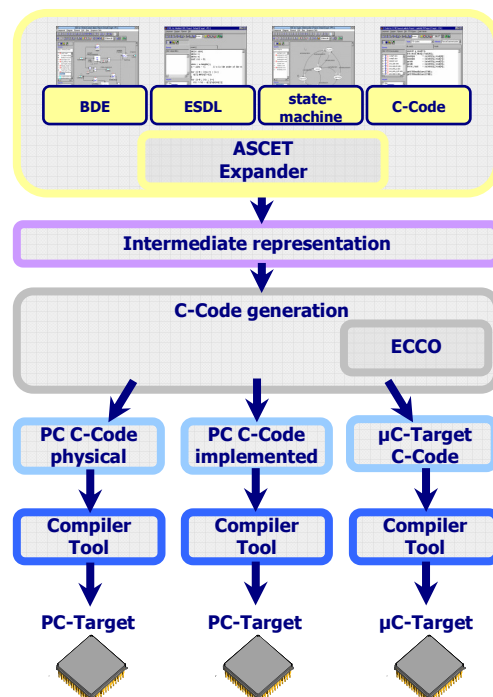 BDE
ESDL
state-
machine
C-Code
ASCET
Expander
Intermediate representation
C-Code generation
ECCO
PC C-Code
physical
PC C-Code
implemented
µC-Target
C-Code
Compiler
Tool
Compiler
Tool
Compiler
Tool
PC-Target
PC-Target
µC-Target